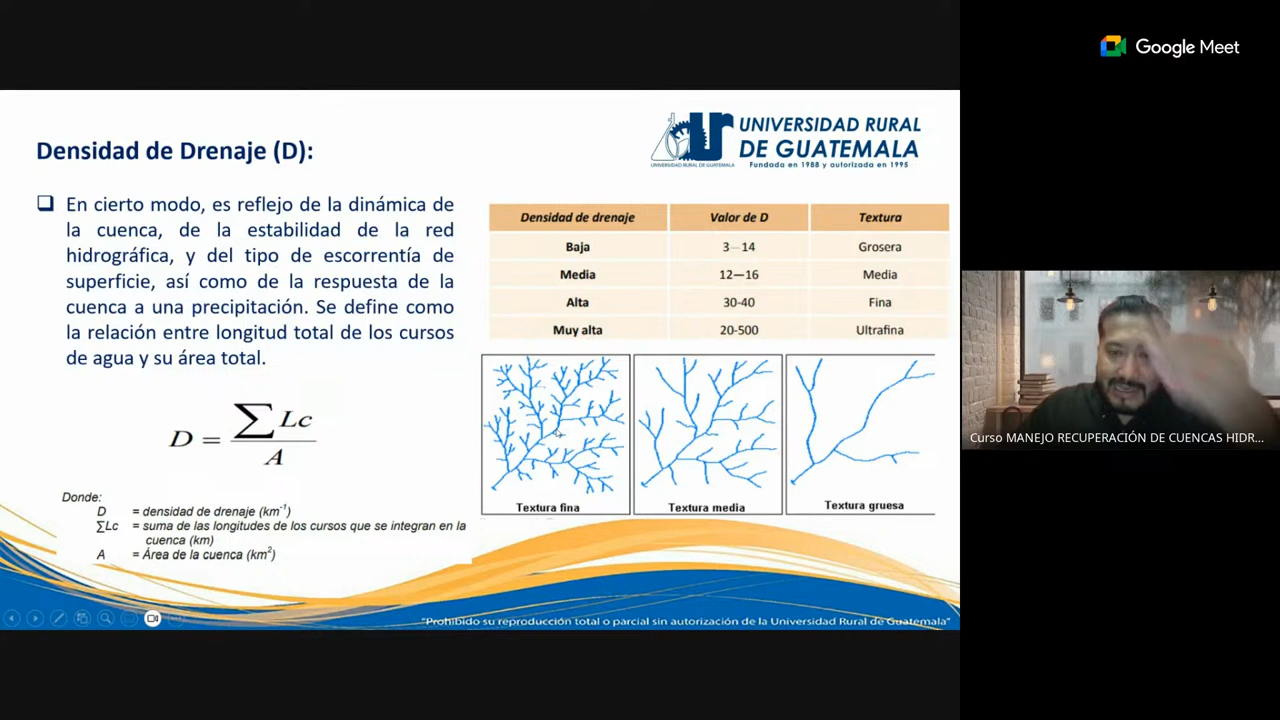 Google Meet
Densidad de Drenaje (D):
UNIVERSIDAD RURAL
DE GUATEMALA
Fundada en 1988 y autorizada en 1995
UNIVERSIDAD RURAL DE GUATEMALA
❑ En cierto modo, es reflejo de la dinámica de
la cuenca, de la estabilidad de la red
hidrográfica, y del tipo de escorrentía de
superficie, así como de la respuesta de la
cuenca a una precipitación. Se define como
la relación entre longitud total de los cursos
de agua y su área total.
D = ∑ Lc / A
Donde:
D = densidad de drenaje (km⁻¹)
∑Lc = suma de las longitudes de los cursos que se integran en la
cuenca (km)
A = Área de la cuenca (km²)
Densidad de drenaje Valor de D Textura
Baja 3—14 Grosera
Media 12—16 Media
Alta 30-40 Fina
Muy alta 20-500 Ultrafina
Textura fina
Textura media
Textura gruesa
Curso MANEJO RECUPERACIÓN DE CUENCAS HIDR...
"Prohibido su reproducción total o parcial sin autorización de la Universidad Rural de Guatemala"